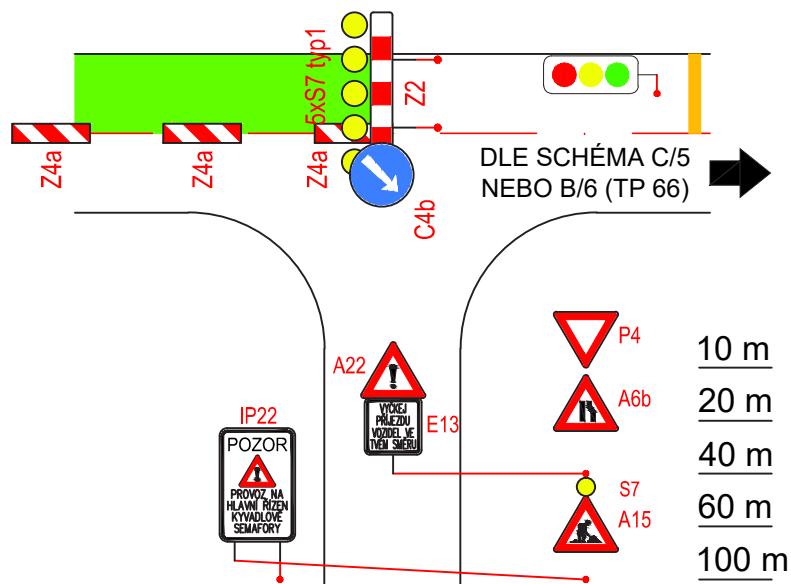 5xS7 typ1
Z2
Z4a
Z4a
Z4a
C4b
DLE SCHÉMA C/5
NEBO B/6 (TP 66)
P4
10 m
A22
A6b
20 m
VYČKEJ
PŘÍJEZDU
VOZIDEL VE
TVÉM SMĚRU
E13
IP22
POZOR
PROVOZ NA
HLAVNÍ ŘÍZEN
KYVADLOVĚ
SEMAFORY
40 m
S7
A15
60 m
100 m